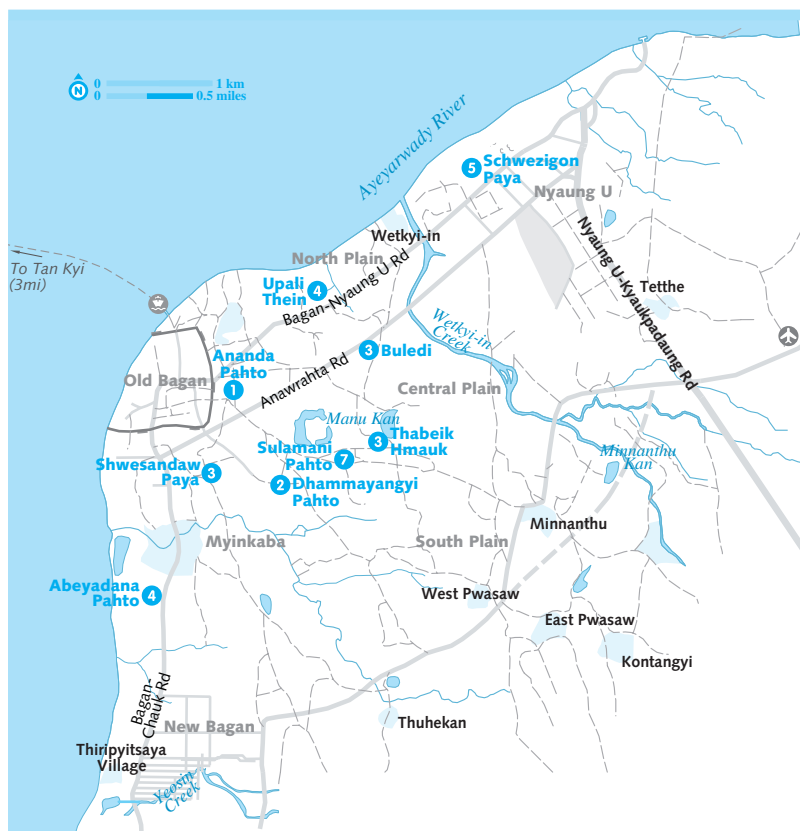 N
0
1 km
0
0.5 miles
Ayeyarwady River
5
Schwezigon
Paya
Nyaung U
Wetkyi-in
North Plain
Bagan-Nyaung U Rd
Nyaung U-Kyaukpadaung Rd
To Tan Kyi
(3mi)
Upali
Thein
4
Tetthe
Wetkyi-in
Creek
Ananda
Pahto
1
3
Buledi
Old Bagan
Anawrahta Rd
Central Plain
Manu Kan
3
Thabeik
Hmauk
Sulamani
Pahto
7
Minnanthu
Kan
Shwesandaw
Paya
3
2
Dhammayangyi
Pahto
Minnanthu
Myinkaba
South Plain
Abeyadana
Pahto
4
West Pwasaw
East Pwasaw
Kontangyi
Bagan-
Chauk Rd
New Bagan
Thuhekan
Thiripyitsaya
Village
Yeosin
Creek